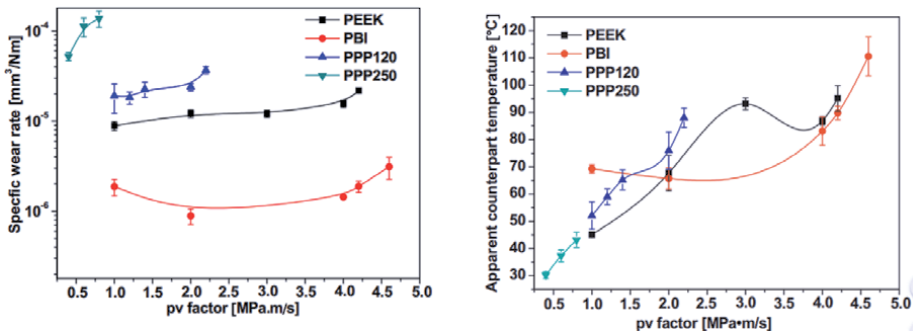 Specfic wear rate [mm³/Nm]
10⁻⁴
10⁻⁵
10⁻⁶
PEEK
PBI
PPP120
PPP250
0.5 1.0 1.5 2.0 2.5 3.0 3.5 4.0 4.5 5.0
pv factor [MPa.m/s]
Apparent counterpart temperature [°C]
120
110
100
90
80
70
60
50
40
30
PEEK
PBI
PPP120
PPP250
0.5 1.0 1.5 2.0 2.5 3.0 3.5 4.0 4.5 5.0
pv factor [MPa•m/s]